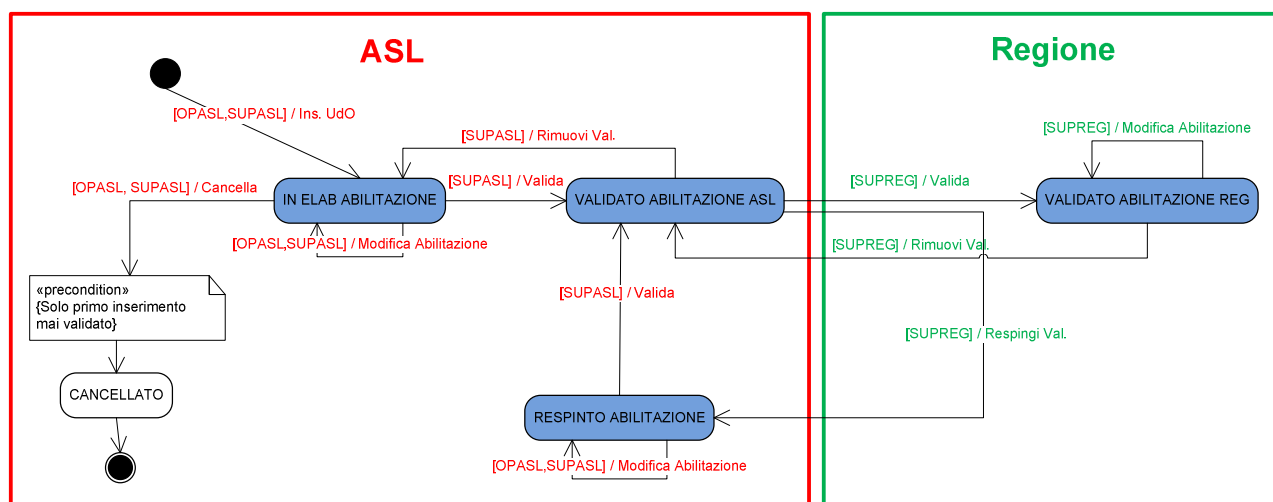 ASL
Regione
[OPASL,SUPASL] / Ins. UdO
[SUPASL] / Rimuovi Val.
[SUPREG] / Modifica Abilitazione
[OPASL, SUPASL] / Cancella
[SUPASL] / Valida
[SUPREG] / Valida
IN ELAB ABILITAZIONE
VALIDATO ABILITAZIONE ASL
VALIDATO ABILITAZIONE REG
[OPASL,SUPASL] / Modifica Abilitazione
[SUPREG] / Rimuovi Val.
«precondition»
{Solo primo inserimento
mai validato}
[SUPASL] / Valida
[SUPREG] / Respingi Val.
CANCELLATO
RESPINTO ABILITAZIONE
[OPASL,SUPASL] / Modifica Abilitazione